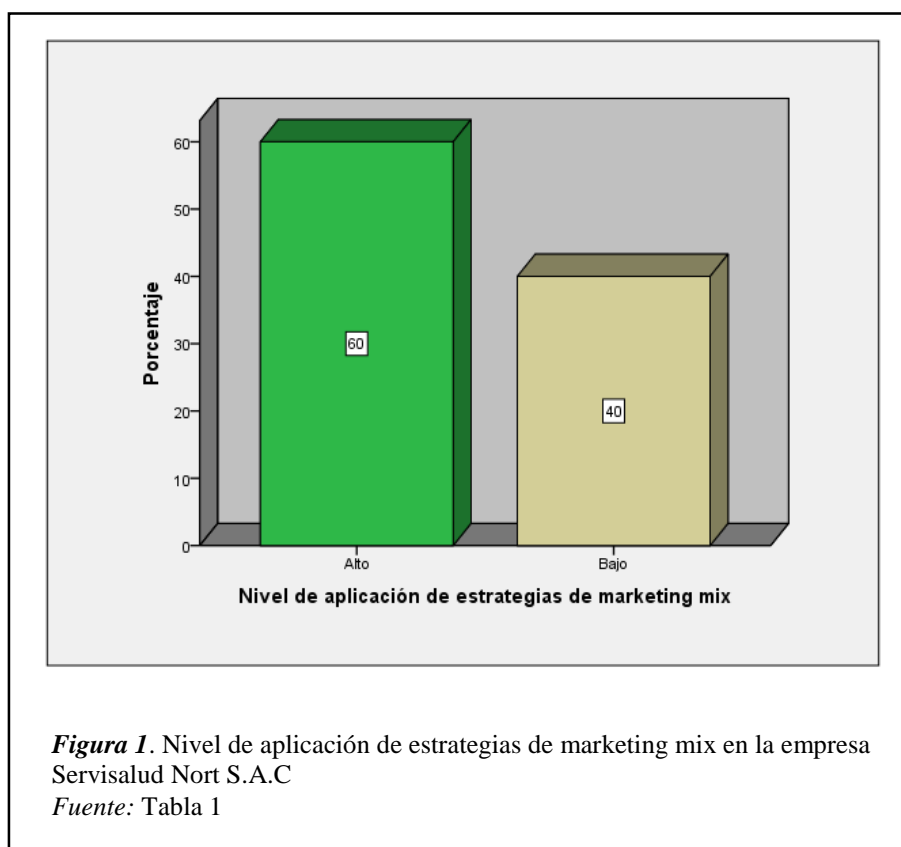 60
50
40
30
20
10
0
Porcentaje
60
40
Alto
Bajo
Nivel de aplicación de estrategias de marketing mix
Figura 1. Nivel de aplicación de estrategias de marketing mix en la empresa
Servisalud Nort S.A.C
Fuente: Tabla 1